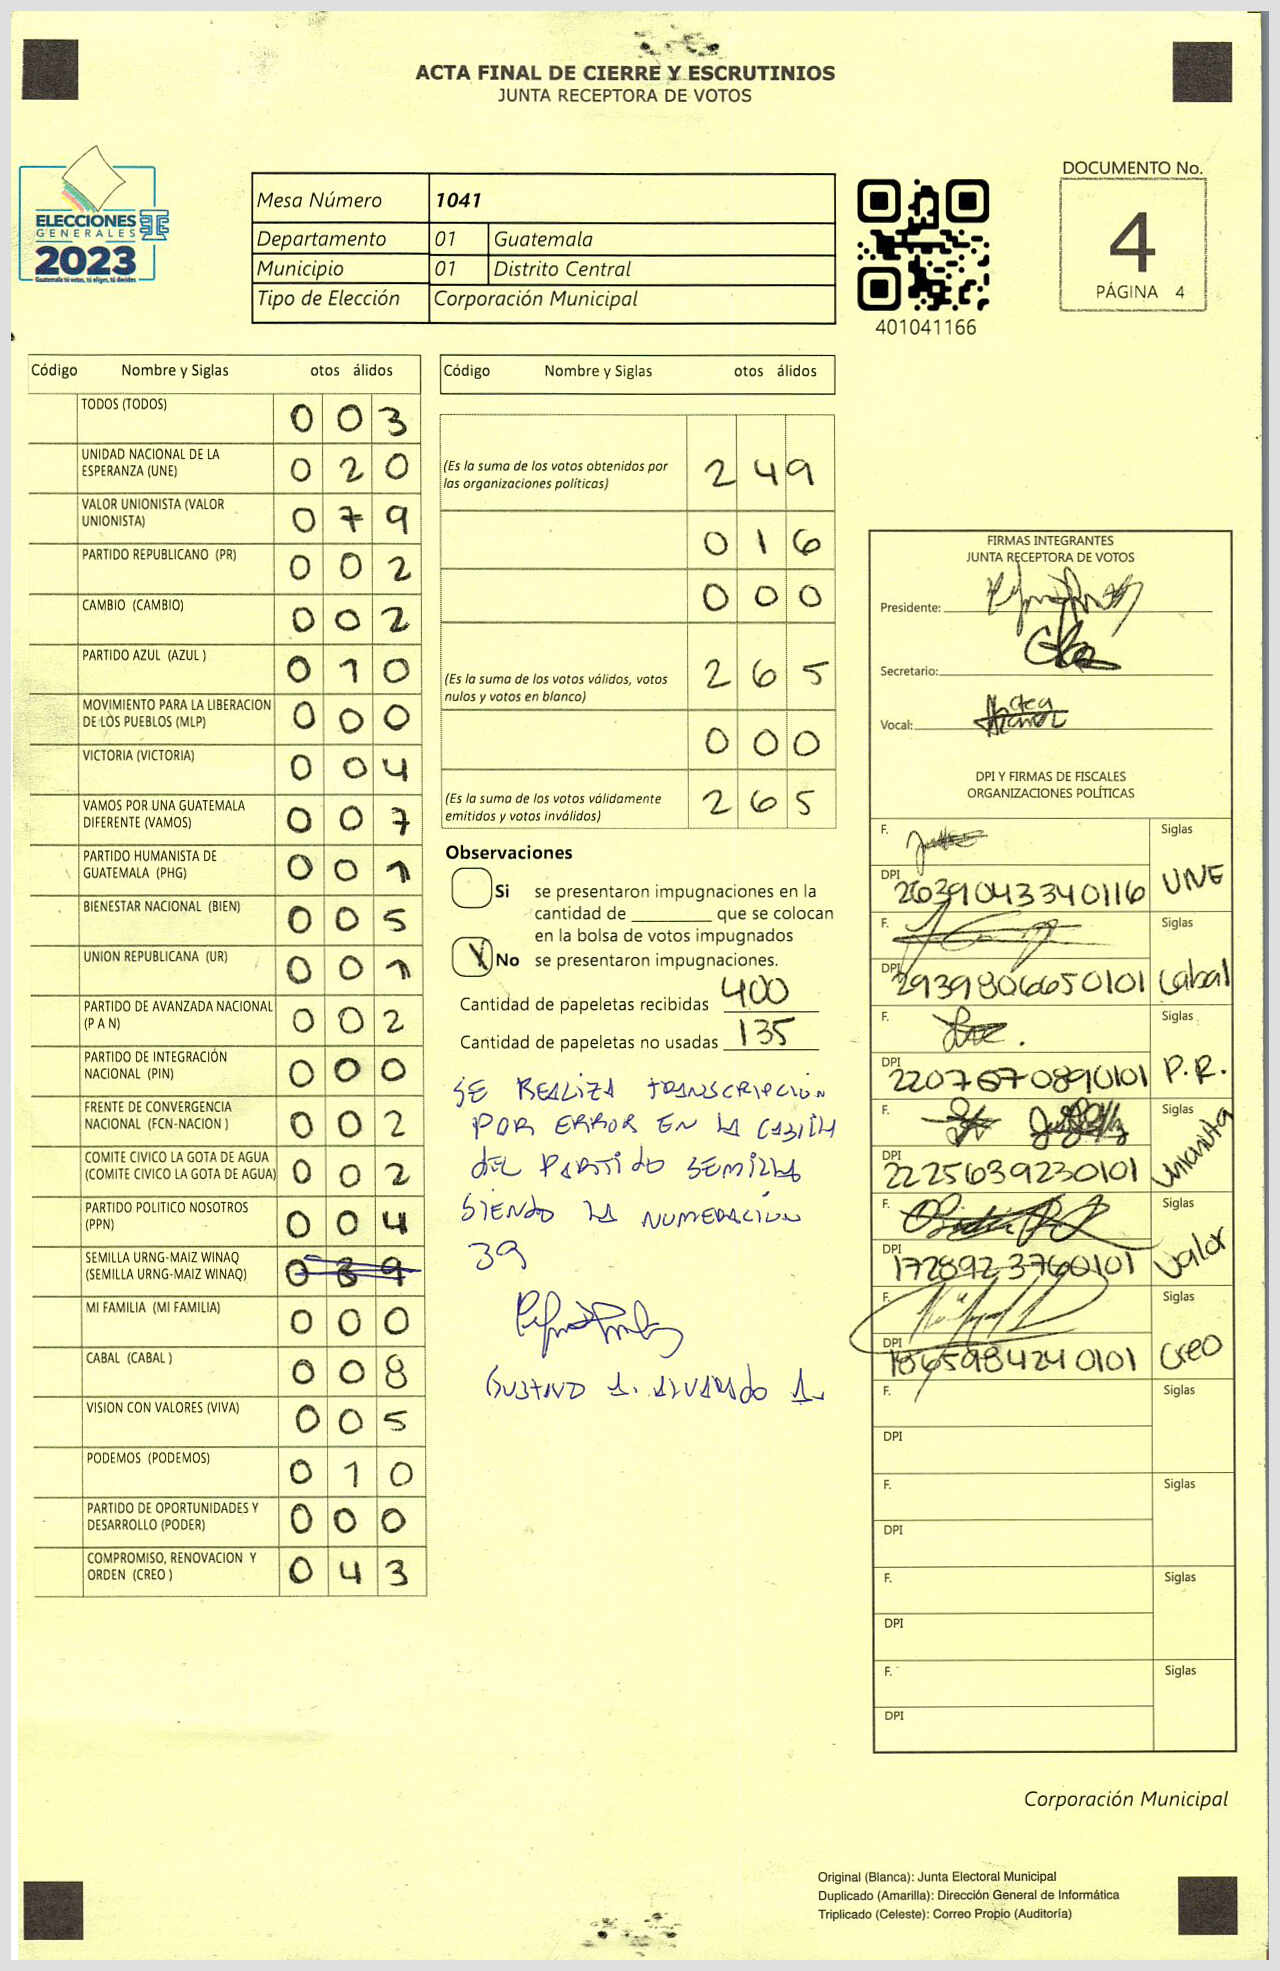 ACTA FINAL DE CIERRE Y ESCRUTINIOS
JUNTA RECEPTORA DE VOTOS
ELECCIONES
GENERALES
2023
Guatemala tú votas, tú eliges, tú decides
Mesa Número 1041
Departamento 01 Guatemala
Municipio 01 Distrito Central
Tipo de Elección Corporación Municipal
401041166
DOCUMENTO No.
4
PÁGINA 4
Código Nombre y Siglas otos álidos
TODOS (TODOS) 0 0 3
UNIDAD NACIONAL DE LA
ESPERANZA (UNE) 0 2 0
VALOR UNIONISTA (VALOR
UNIONISTA) 0 7 9
PARTIDO REPUBLICANO (PR) 0 0 2
CAMBIO (CAMBIO) 0 0 2
PARTIDO AZUL (AZUL ) 0 1 0
MOVIMIENTO PARA LA LIBERACION
DE LOS PUEBLOS (MLP) 0 0 0
VICTORIA (VICTORIA) 0 0 4
VAMOS POR UNA GUATEMALA
DIFERENTE (VAMOS) 0 0 7
PARTIDO HUMANISTA DE
GUATEMALA (PHG) 0 0 1
BIENESTAR NACIONAL (BIEN) 0 0 5
UNION REPUBLICANA (UR) 0 0 1
PARTIDO DE AVANZADA NACIONAL
(P A N) 0 0 2
PARTIDO DE INTEGRACIÓN
NACIONAL (PIN) 0 0 0
FRENTE DE CONVERGENCIA
NACIONAL (FCN-NACION ) 0 0 2
COMITE CIVICO LA GOTA DE AGUA
(COMITE CIVICO LA GOTA DE AGUA) 0 0 2
PARTIDO POLITICO NOSOTROS
(PPN) 0 0 4
SEMILLA URNG-MAIZ WINAQ
(SEMILLA URNG-MAIZ WINAQ) 0 3 9
MI FAMILIA (MI FAMILIA) 0 0 0
CABAL (CABAL ) 0 0 8
VISION CON VALORES (VIVA) 0 0 5
PODEMOS (PODEMOS) 0 1 0
PARTIDO DE OPORTUNIDADES Y
DESARROLLO (PODER) 0 0 0
COMPROMISO, RENOVACION Y
ORDEN (CREO ) 0 4 3
Código Nombre y Siglas otos álidos
(Es la suma de los votos obtenidos por
las organizaciones políticas) 2 4 9
0 1 6
0 0 0
(Es la suma de los votos válidos, votos
nulos y votos en blanco) 2 6 5
0 0 0
(Es la suma de los votos válidamente
emitidos y votos inválidos) 2 6 5
Observaciones
Si se presentaron impugnaciones en la
cantidad de ________ que se colocan
en la bolsa de votos impugnados
No se presentaron impugnaciones.
Cantidad de papeletas recibidas 400
Cantidad de papeletas no usadas 135
SE REALIZA TRANSCRIPCIÓN
POR ERROR EN LA CASILLA
DEL PARTIDO SEMILLA
SIENDO LA NUMERACIÓN
39
GUSTAVO A. ALVARADO A.
FIRMAS INTEGRANTES
JUNTA RECEPTORA DE VOTOS
Presidente:
Secretario:
Vocal:
DPI Y FIRMAS DE FISCALES
ORGANIZACIONES POLÍTICAS
F. Siglas
DPI 2639043340116 UNE
F. Siglas
DPI 2939806650101 Cabal
F. Siglas
DPI 2207670890101 P.R.
F. Siglas
DPI 2225639230101 Unionista
F. Siglas
DPI 1728923760101 Valor
F. Siglas
DPI 1865984240101 Creo
F. Siglas
DPI
F. Siglas
DPI
F. Siglas
DPI
F. Siglas
DPI
Corporación Municipal
Original (Blanca): Junta Electoral Municipal
Duplicado (Amarilla): Dirección General de Informática
Triplicado (Celeste): Correo Propio (Auditoría)